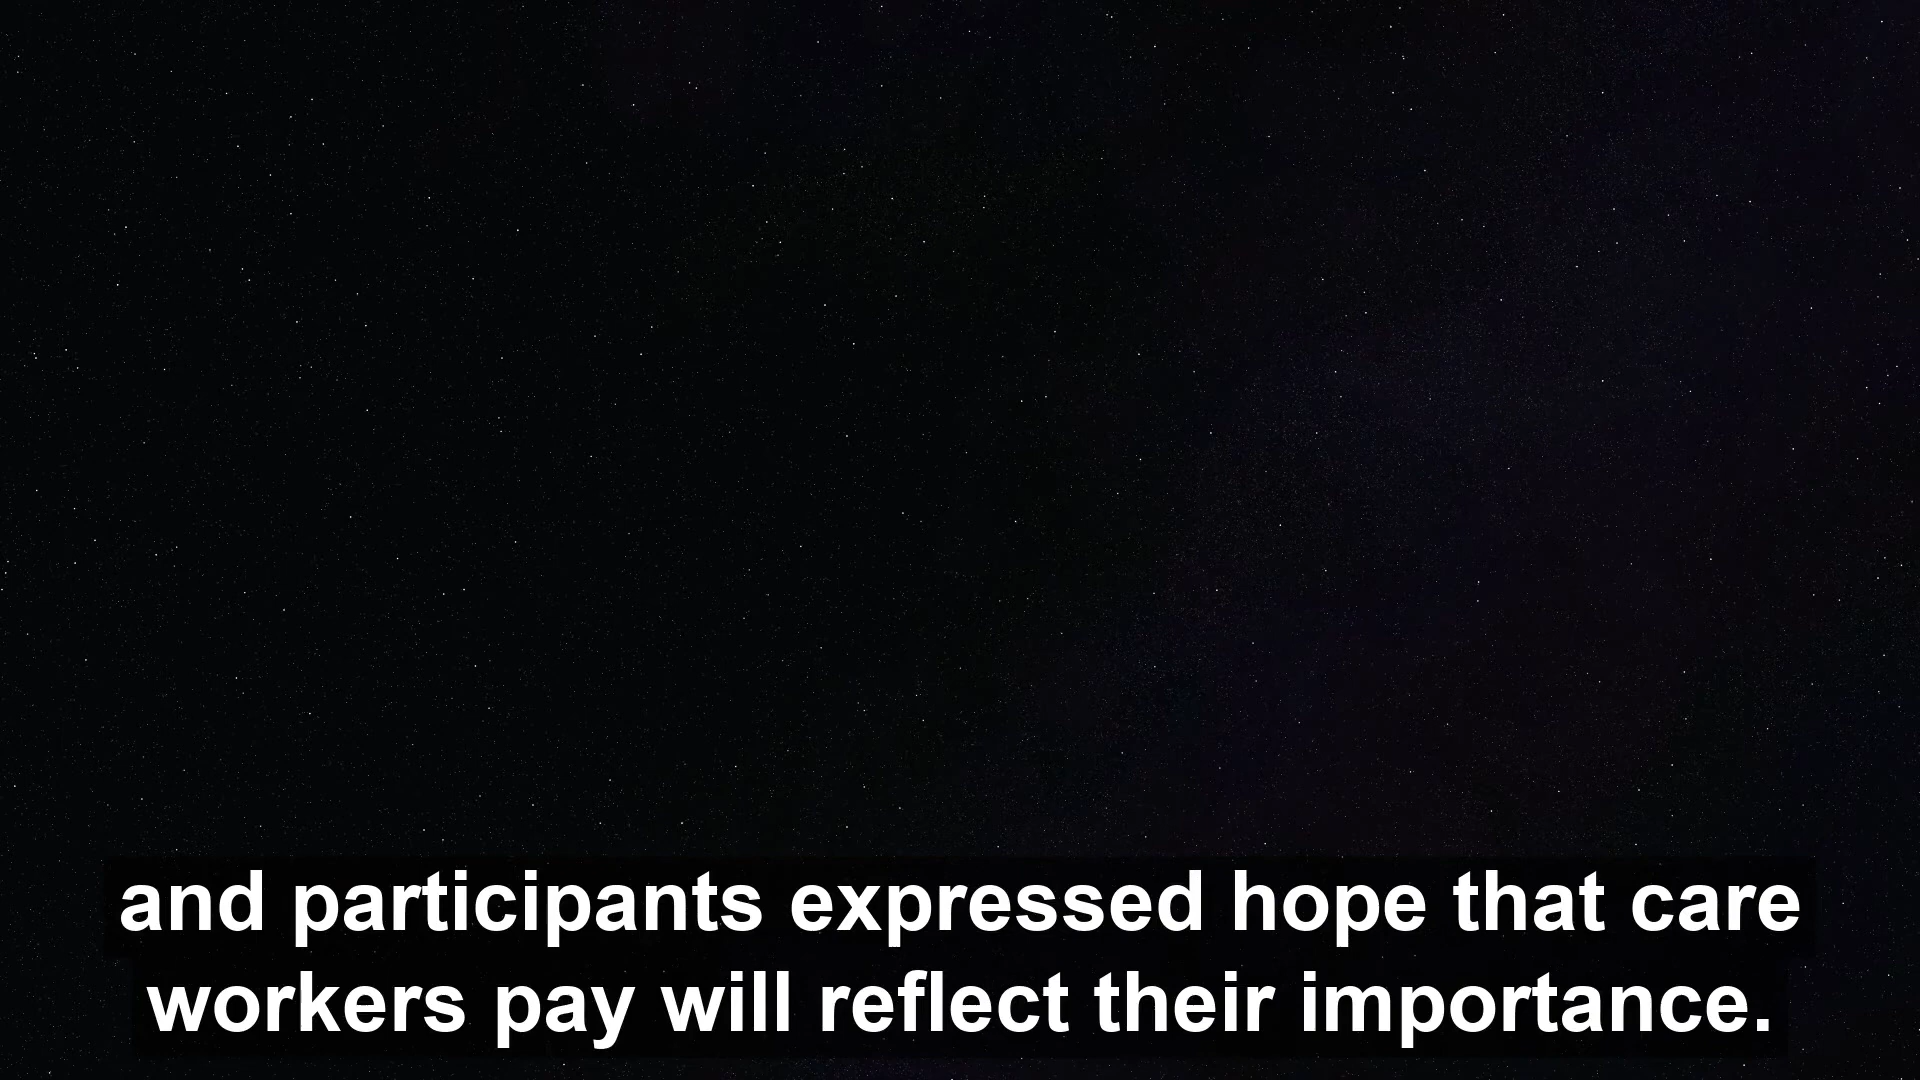 and participants expressed hope that care
workers pay will reflect their importance.